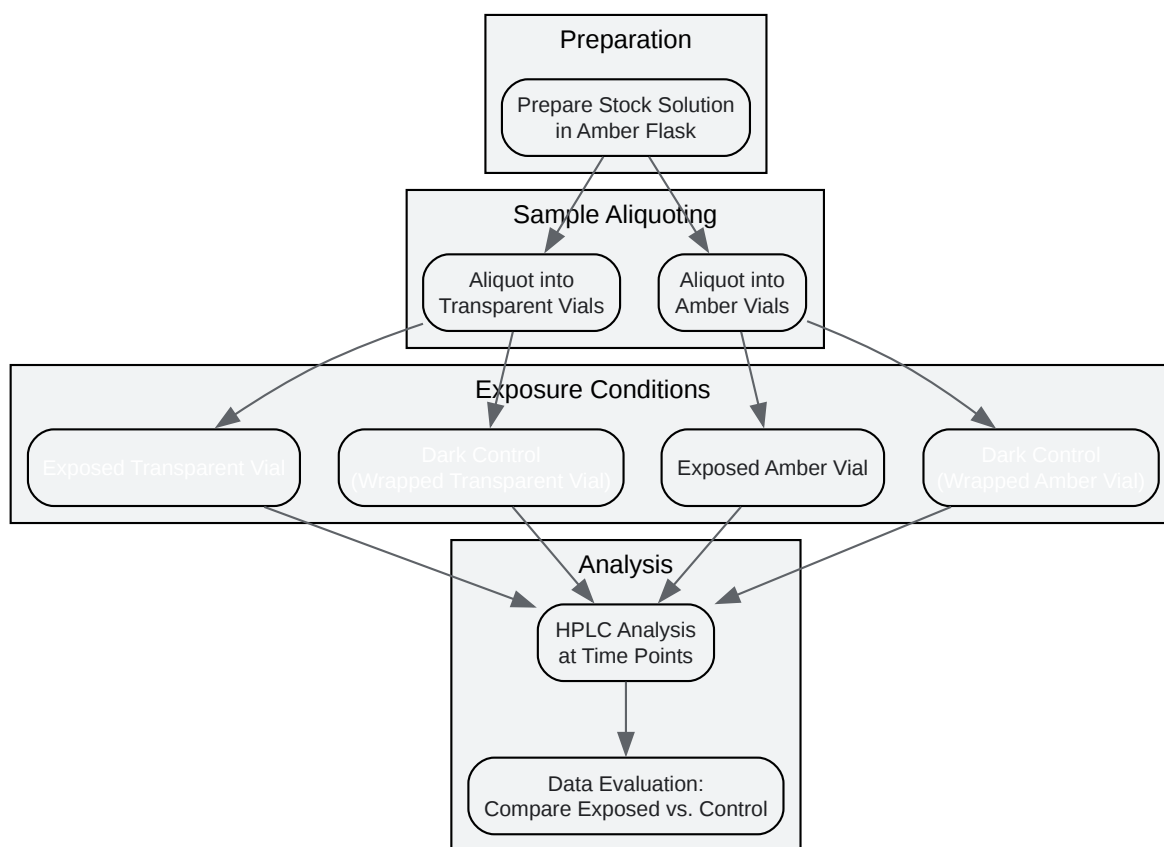 Preparation
Prepare Stock Solution
in Amber Flask
Sample Aliquoting
Aliquot into
Transparent Vials
Aliquot into
Amber Vials
Exposure Conditions
Exposed Transparent Vial
Dark Control
(Wrapped Transparent Vial)
Exposed Amber Vial
Dark Control
(Wrapped Amber Vial)
Analysis
HPLC Analysis
at Time Points
Data Evaluation:
Compare Exposed vs. Control